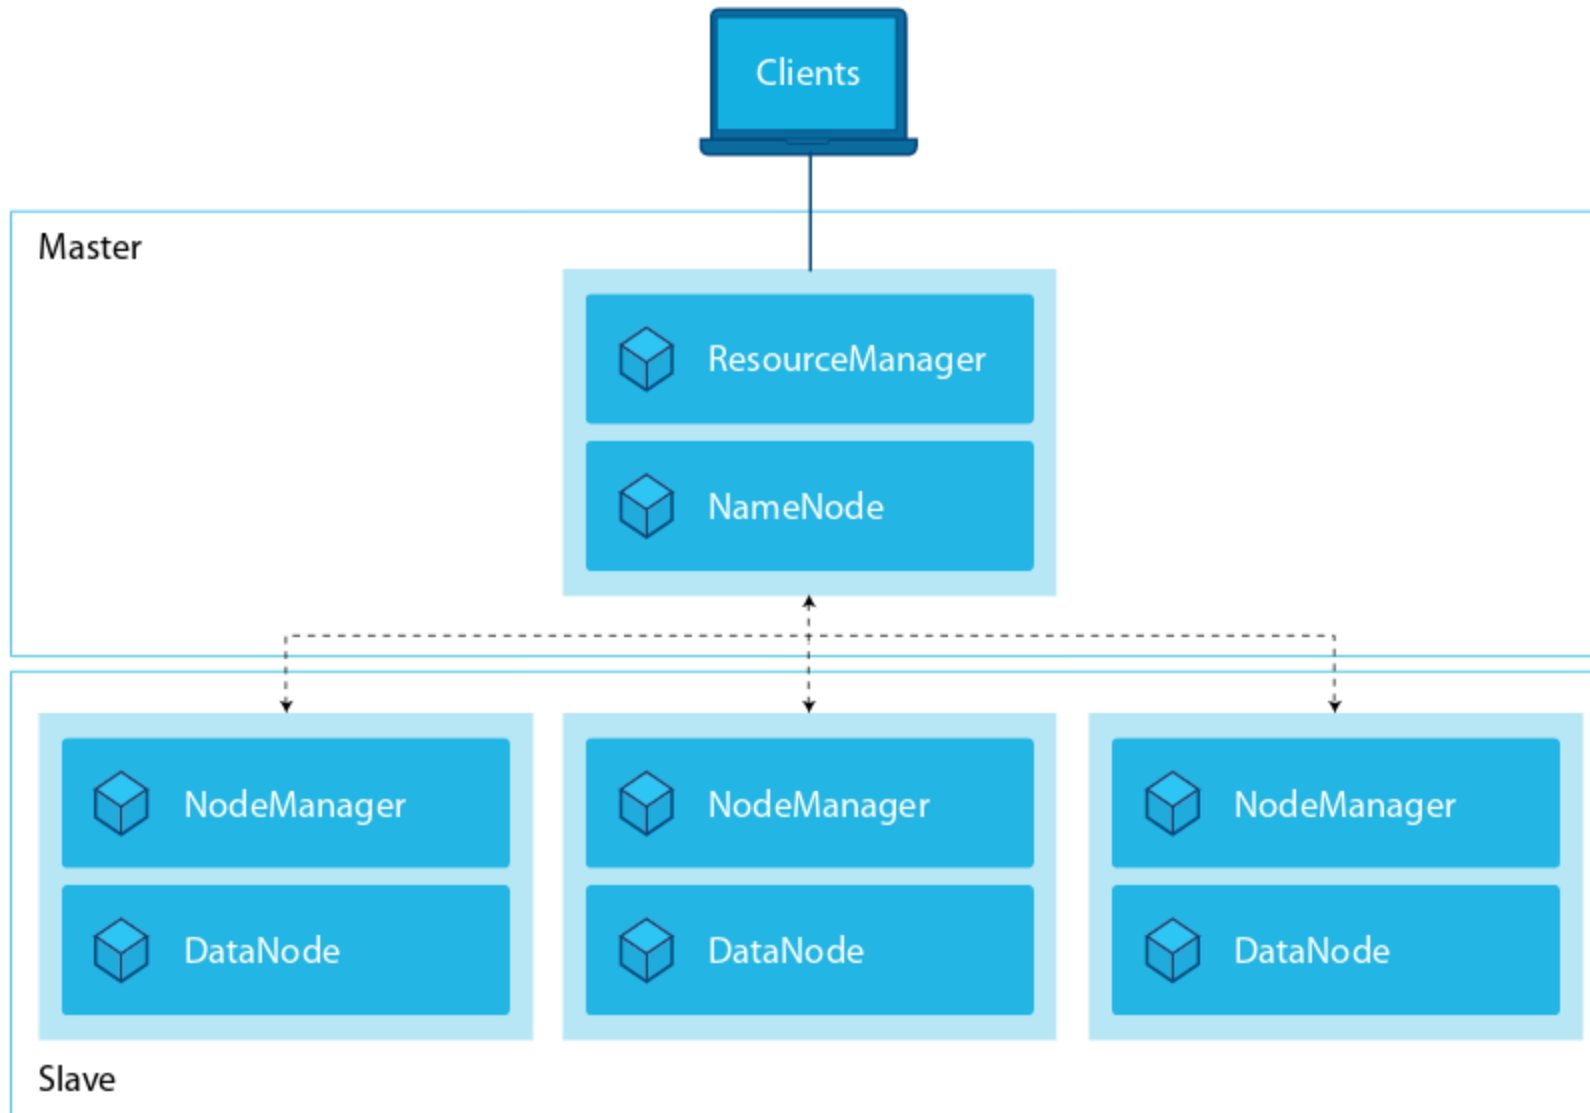 Clients
Master
ResourceManager
NameNode
NodeManager
NodeManager
NodeManager
DataNode
DataNode
DataNode
Slave